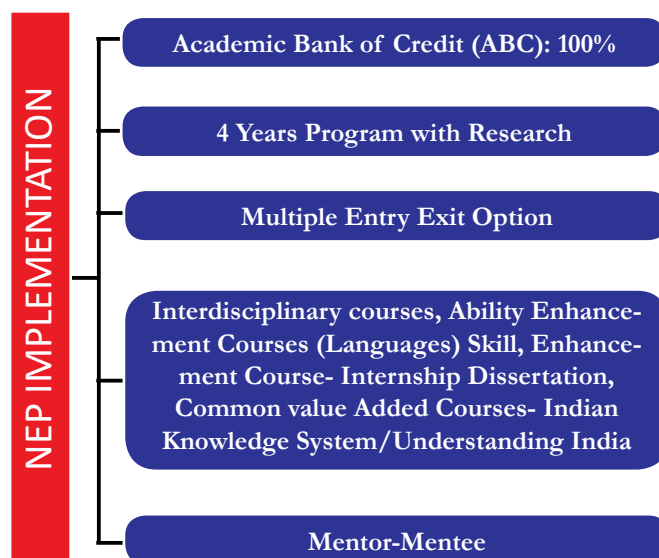 NEP IMPLEMENTATION
Academic Bank of Credit (ABC): 100%
4 Years Program with Research
Multiple Entry Exit Option
Interdisciplinary courses, Ability Enhance-
ment Courses (Languages) Skill, Enhance-
ment Course- Internship Dissertation,
Common value Added Courses- Indian
Knowledge System/Understanding India
Mentor-Mentee